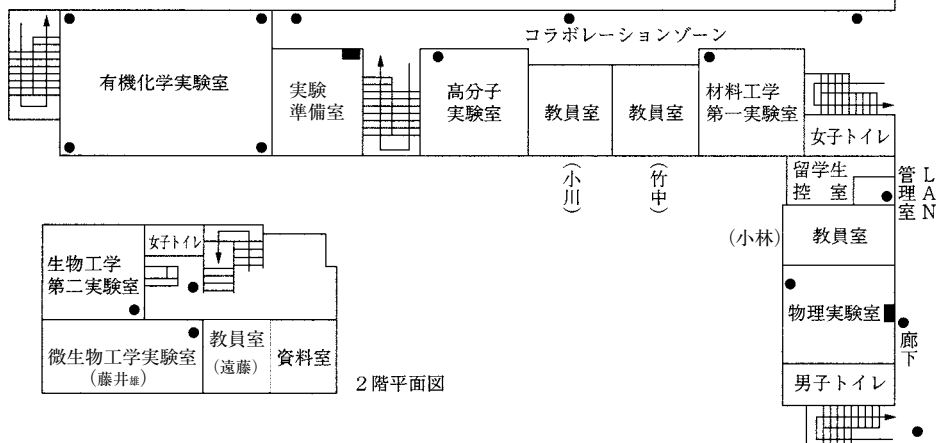 コラボレーションゾーン
有機化学実験室
実験
準備室
高分子
実験室
教員室
教員室
材料工学
第一実験室
女子トイレ
(小川)
(竹中)
留学生
控室
LAN
管理室
(小林)
教員室
物理実験室
廊下
男子トイレ
女子トイレ
生物工学
第二実験室
微生物工学実験室
(藤井雄)
教員室
(遠藤)
資料室
2階平面図